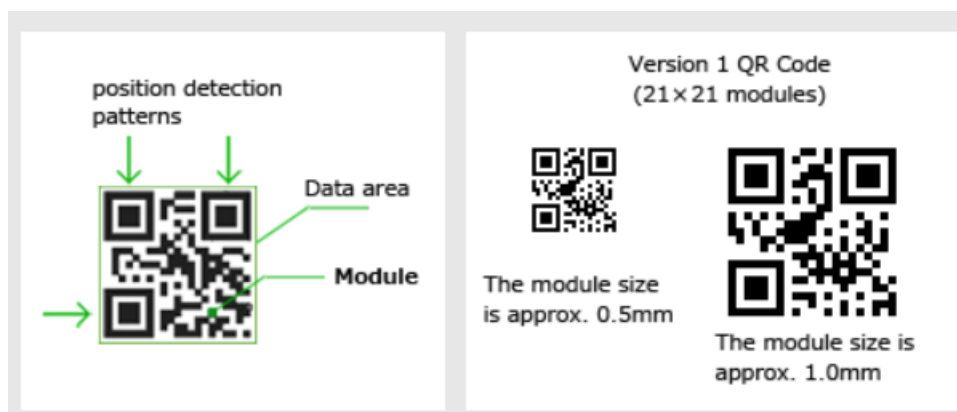 position detection
patterns
Data area
Module
Version 1 QR Code
(21×21 modules)
The module size
is approx. 0.5mm
The module size is
approx. 1.0mm